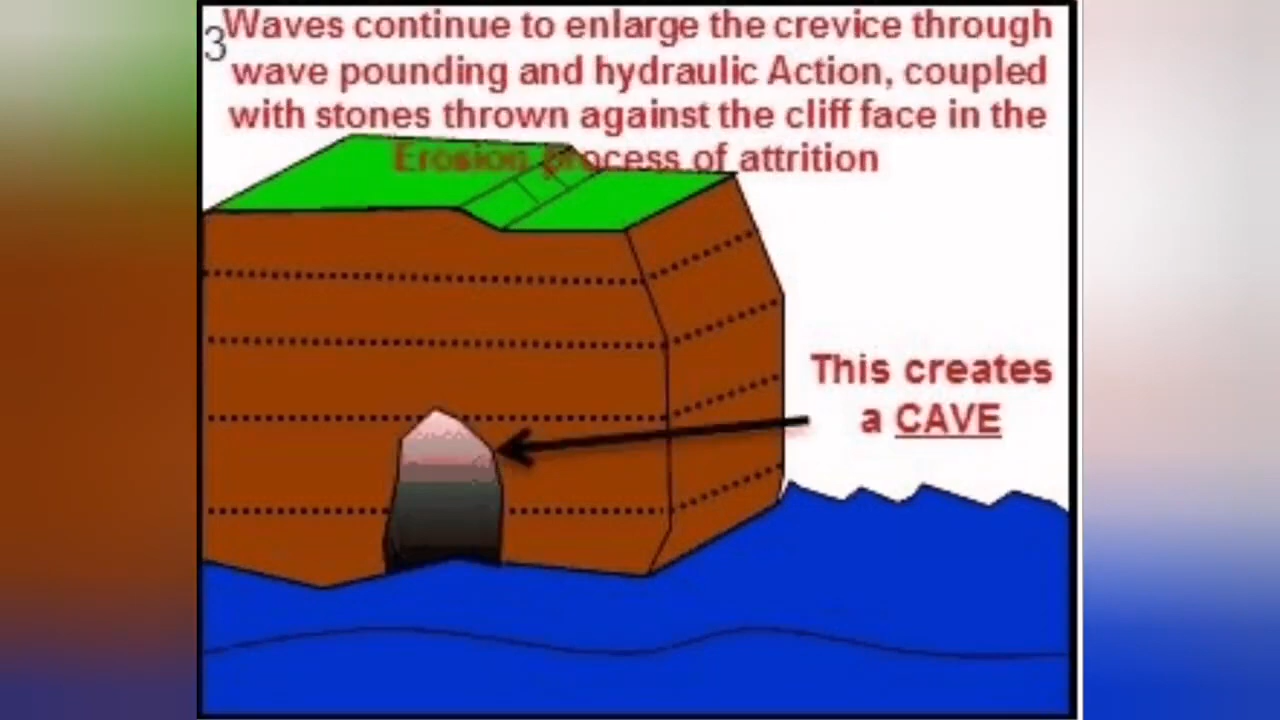 3
Waves continue to enlarge the crevice through
wave pounding and hydraulic Action, coupled
with stones thrown against the cliff face in the
Erosion process of attrition
This creates
a CAVE